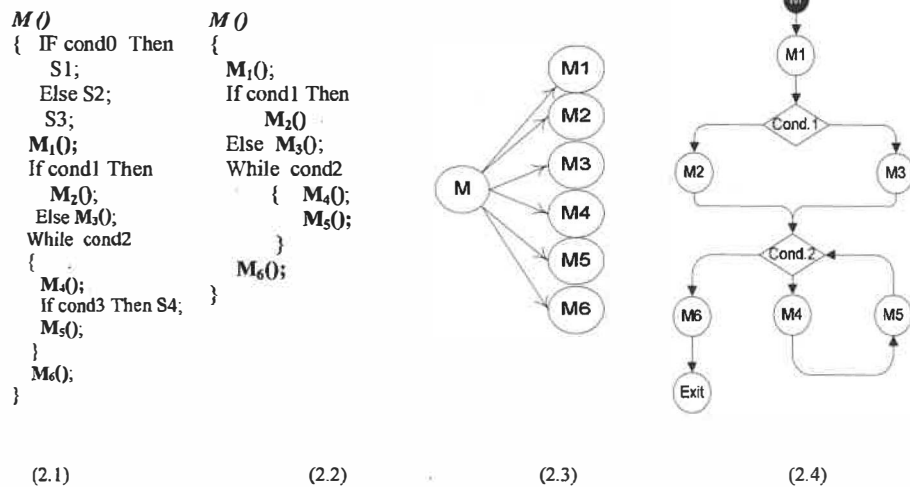 M ()
{ IF cond0 Then
S1;
Else S2;
S3;
M₁();
If cond1 Then
M₂();
Else M₃();
While cond2
{
M₄();
If cond3 Then S4;
M₅();
}
M₆();
}
(2.1)
M ()
{
M₁();
If cond1 Then
M₂()
Else M₃();
While cond2
{ M₄();
M₅();
}
M₆();
}
(2.2)
M
M1
M2
M3
M4
M5
M6
(2.3)
M
M1
Cond.1
M2
M3
Cond.2
M6
M4
M5
Exit
(2.4)